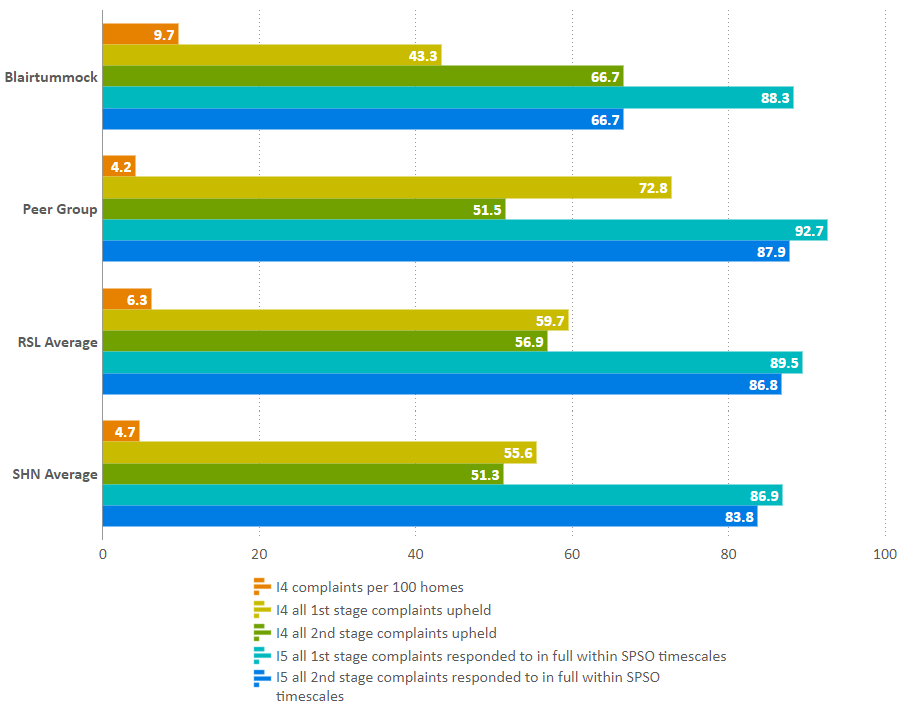 9.7
43.3
Blairtummock
66.7
88.3
66.7
4.2
72.8
Peer Group
51.5
92.7
87.9
6.3
59.7
RSL Average
56.9
89.5
86.8
4.7
55.6
SHN Average
51.3
86.9
83.8
0 20 40 60 80 100
I4 complaints per 100 homes
I4 all 1st stage complaints upheld
I4 all 2nd stage complaints upheld
I5 all 1st stage complaints responded to in full within SPSO timescales
I5 all 2nd stage complaints responded to in full within SPSO
timescales